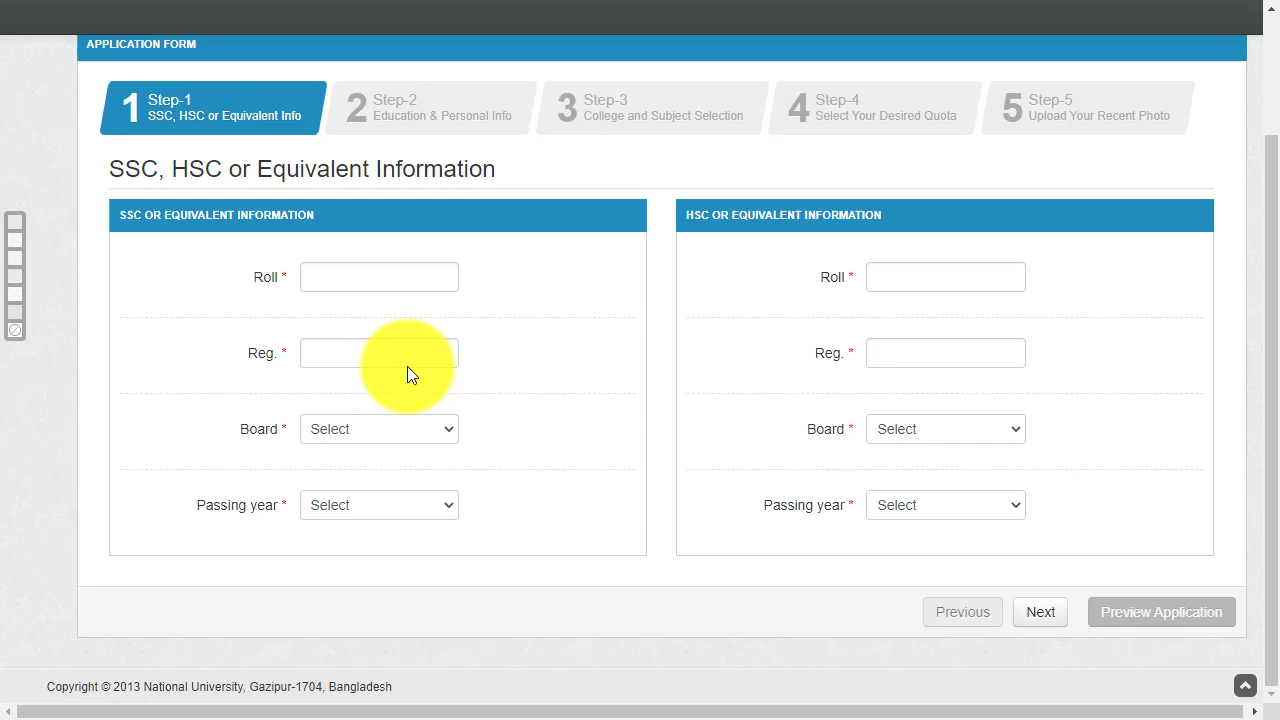 APPLICATION FORM
1 Step-1
SSC, HSC or Equivalent Info
2 Step-2
Education & Personal Info
3 Step-3
College and Subject Selection
4 Step-4
Select Your Desired Quota
5 Step-5
Upload Your Recent Photo
SSC, HSC or Equivalent Information
SSC OR EQUIVALENT INFORMATION
Roll *
Reg. *
Board * Select
Passing year * Select
HSC OR EQUIVALENT INFORMATION
Roll *
Reg. *
Board * Select
Passing year * Select
Previous Next Preview Application
Copyright © 2013 National University, Gazipur-1704, Bangladesh